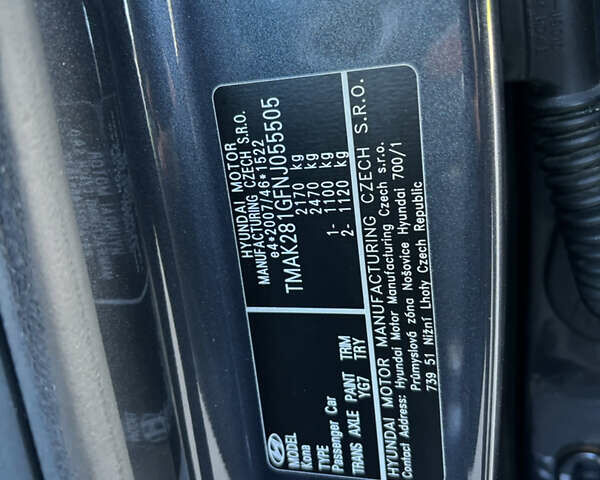 HYUNDAI MOTOR
MANUFACTURING CZECH S.R.O.
e4*2007/46*1522
TMAK281GFNJ055505
2170 kg
2470 kg
1- 1100 kg
2- 1120 kg
MODEL
Kona
TYPE
Passenger Car
TRANS AXLE PAINT TRIM
YG7 TRY
HYUNDAI MOTOR MANUFACTURING CZECH S.R.O.
Contact Address: Hyundai Motor Manufacturing Czech s.r.o.
Průmyslová zóna Nošovice Hyundai 700/1
739 51 Nižní Lhoty Czech Republic